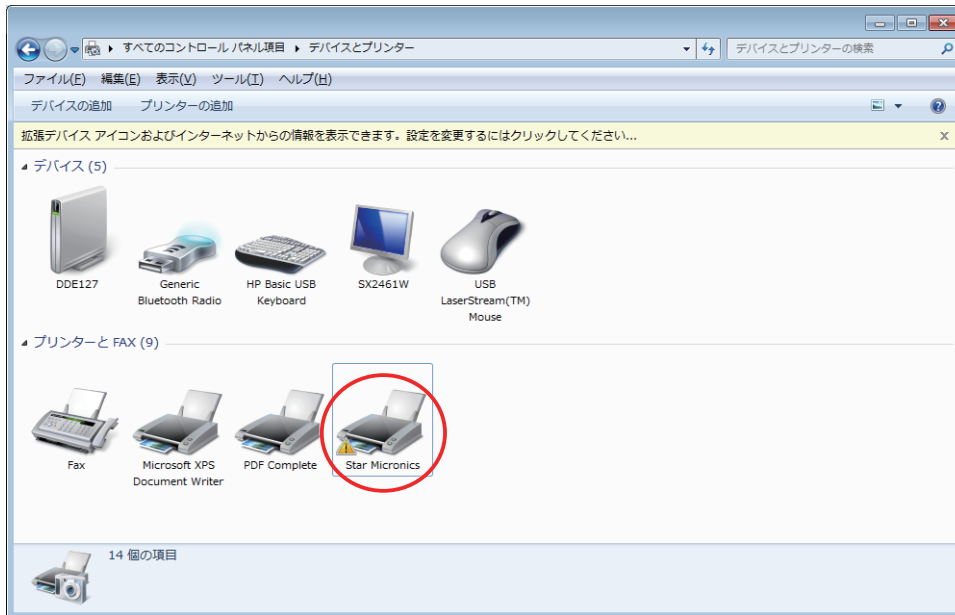 すべてのコントロール パネル項目 デバイスとプリンター
デバイスとプリンターの検索
ファイル(F) 編集(E) 表示(V) ツール(T) ヘルプ(H)
デバイスの追加 プリンターの追加
拡張デバイス アイコンおよびインターネットからの情報を表示できます。設定を変更するにはクリックしてください...
デバイス (5)
DDE127
Generic
Bluetooth Radio
HP Basic USB
Keyboard
SX2461W
USB
LaserStream(TM)
Mouse
プリンターと FAX (9)
Fax
Microsoft XPS
Document Writer
PDF Complete
Star Micronics
14 個の項目